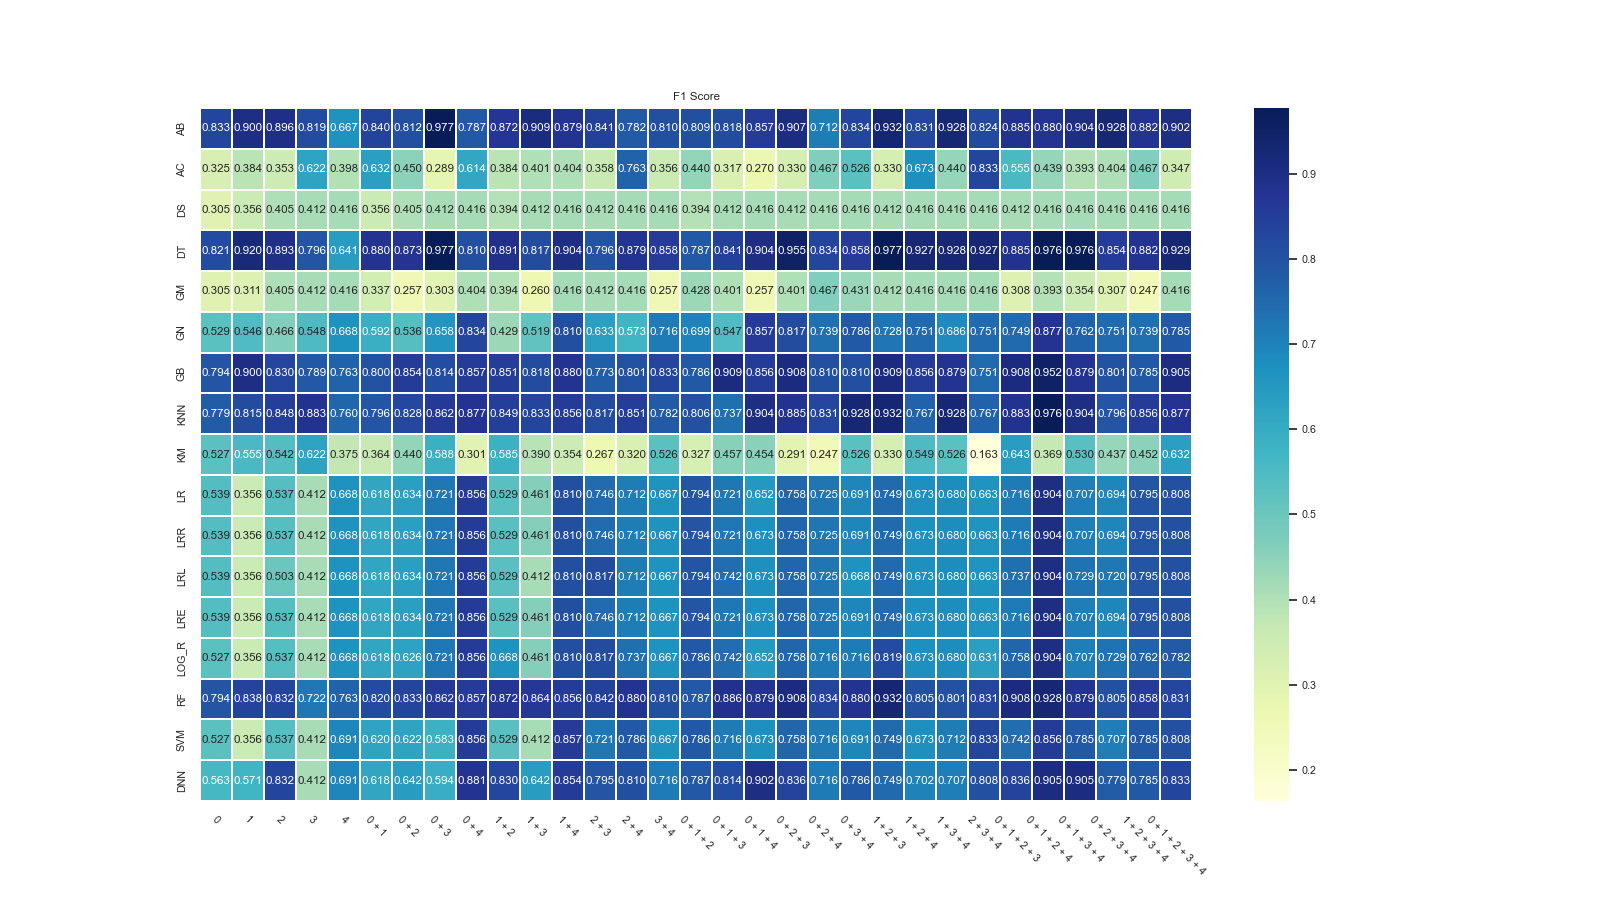 F1 Score
AB 0.833 0.900 0.896 0.819 0.667 0.840 0.812 0.977 0.787 0.872 0.909 0.879 0.841 0.782 0.810 0.809 0.818 0.857 0.907 0.712 0.834 0.932 0.831 0.928 0.824 0.885 0.880 0.904 0.928 0.882 0.902
AC 0.325 0.384 0.353 0.622 0.398 0.632 0.450 0.289 0.614 0.384 0.401 0.404 0.358 0.763 0.356 0.440 0.317 0.270 0.330 0.467 0.526 0.330 0.673 0.440 0.833 0.555 0.439 0.393 0.404 0.467 0.347
DS 0.305 0.356 0.405 0.412 0.416 0.356 0.405 0.412 0.416 0.394 0.412 0.416 0.412 0.416 0.416 0.394 0.412 0.416 0.412 0.416 0.416 0.412 0.416 0.416 0.416 0.412 0.416 0.416 0.416 0.416 0.416
DT 0.821 0.920 0.893 0.796 0.641 0.880 0.873 0.977 0.810 0.891 0.817 0.904 0.796 0.879 0.858 0.787 0.841 0.904 0.955 0.834 0.858 0.977 0.927 0.928 0.927 0.885 0.976 0.976 0.854 0.882 0.929
GM 0.305 0.311 0.405 0.412 0.416 0.337 0.257 0.303 0.404 0.394 0.260 0.416 0.412 0.416 0.257 0.428 0.401 0.257 0.401 0.467 0.431 0.412 0.416 0.416 0.416 0.308 0.393 0.354 0.307 0.247 0.416
GN 0.529 0.546 0.466 0.548 0.668 0.592 0.536 0.658 0.834 0.429 0.519 0.810 0.633 0.573 0.716 0.699 0.547 0.857 0.817 0.739 0.786 0.728 0.751 0.686 0.751 0.749 0.877 0.762 0.751 0.739 0.785
GB 0.794 0.900 0.830 0.789 0.763 0.800 0.854 0.814 0.857 0.851 0.818 0.880 0.773 0.801 0.833 0.786 0.909 0.856 0.908 0.810 0.810 0.909 0.856 0.879 0.751 0.908 0.952 0.879 0.801 0.785 0.905
KNN 0.779 0.815 0.848 0.883 0.760 0.796 0.828 0.862 0.877 0.849 0.833 0.856 0.817 0.851 0.782 0.806 0.737 0.904 0.885 0.831 0.928 0.932 0.767 0.928 0.767 0.883 0.976 0.904 0.796 0.856 0.877
KM 0.527 0.555 0.542 0.622 0.375 0.364 0.440 0.588 0.301 0.585 0.390 0.354 0.267 0.320 0.526 0.327 0.457 0.454 0.291 0.247 0.526 0.330 0.549 0.526 0.163 0.643 0.369 0.530 0.437 0.452 0.632
LR 0.539 0.356 0.537 0.412 0.668 0.618 0.634 0.721 0.856 0.529 0.461 0.810 0.746 0.712 0.667 0.794 0.721 0.652 0.758 0.725 0.691 0.749 0.673 0.680 0.663 0.716 0.904 0.707 0.694 0.795 0.808
LRR 0.539 0.356 0.537 0.412 0.668 0.618 0.634 0.721 0.856 0.529 0.461 0.810 0.746 0.712 0.667 0.794 0.721 0.673 0.758 0.725 0.691 0.749 0.673 0.680 0.663 0.716 0.904 0.707 0.694 0.795 0.808
LRL 0.539 0.356 0.503 0.412 0.668 0.618 0.634 0.721 0.856 0.529 0.412 0.810 0.817 0.712 0.667 0.794 0.742 0.673 0.758 0.725 0.668 0.749 0.673 0.680 0.663 0.737 0.904 0.729 0.720 0.795 0.808
LRE 0.539 0.356 0.537 0.412 0.668 0.618 0.634 0.721 0.856 0.529 0.461 0.810 0.746 0.712 0.667 0.794 0.721 0.673 0.758 0.725 0.691 0.749 0.673 0.680 0.663 0.716 0.904 0.707 0.694 0.795 0.808
LOG_R 0.527 0.356 0.537 0.412 0.668 0.618 0.626 0.721 0.856 0.668 0.461 0.810 0.817 0.737 0.667 0.786 0.742 0.652 0.758 0.716 0.716 0.819 0.673 0.680 0.631 0.758 0.904 0.707 0.729 0.762 0.782
RF 0.794 0.838 0.832 0.722 0.763 0.820 0.833 0.862 0.857 0.872 0.864 0.856 0.842 0.880 0.810 0.787 0.886 0.879 0.908 0.834 0.880 0.932 0.805 0.801 0.831 0.908 0.928 0.879 0.805 0.858 0.831
SVM 0.527 0.356 0.537 0.412 0.691 0.620 0.622 0.583 0.856 0.529 0.412 0.857 0.721 0.786 0.667 0.786 0.716 0.673 0.758 0.716 0.691 0.749 0.673 0.712 0.833 0.742 0.856 0.785 0.707 0.785 0.808
DNN 0.563 0.571 0.832 0.412 0.691 0.618 0.642 0.594 0.881 0.830 0.642 0.854 0.795 0.810 0.716 0.787 0.814 0.902 0.836 0.716 0.786 0.749 0.702 0.707 0.808 0.836 0.905 0.905 0.779 0.785 0.833
0 1 2 3 4 0 + 1 0 + 2 0 + 3 0 + 4 1 + 2 1 + 3 1 + 4 2 + 3 2 + 4 3 + 4 0 + 1 + 2 0 + 1 + 3 0 + 1 + 4 0 + 2 + 3 0 + 2 + 4 0 + 3 + 4 1 + 2 + 3 1 + 2 + 4 1 + 3 + 4 2 + 3 + 4 0 + 1 + 2 + 3 0 + 1 + 2 + 4 0 + 1 + 3 + 4 0 + 2 + 3 + 4 1 + 2 + 3 + 4 0 + 1 + 2 + 3 + 4
0.9
0.8
0.7
0.6
0.5
0.4
0.3
0.2